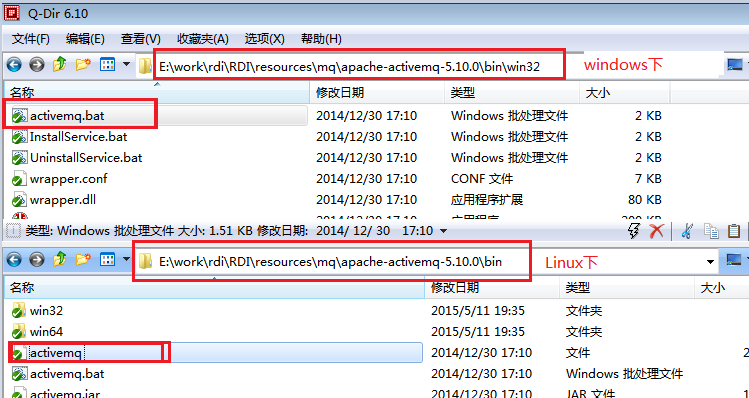 Q-Dir 6.10
文件(F) 编辑(E) 查看(V) 收藏夹(A) 选项(X) 帮助(H)
E:\work\rdi\RDI\resources\mq\apache-activemq-5.10.0\bin\win32 windows下
名称 修改日期 类型 大小
activemq.bat 2014/12/30 17:10 Windows 批处理文件 2 KB
InstallService.bat 2014/12/30 17:10 Windows 批处理文件 2 KB
UninstallService.bat 2014/12/30 17:10 Windows 批处理文件 2 KB
wrapper.conf 2014/12/30 17:10 CONF 文件 7 KB
wrapper.dll 2014/12/30 17:10 应用程序扩展 80 KB
类型: Windows 批处理文件 大小: 1.51 KB 修改日期: 2014/ 12/ 30 17:10
E:\work\rdi\RDI\resources\mq\apache-activemq-5.10.0\bin Linux下
名称 修改日期 类型 大小
win32 2015/5/11 19:35 文件夹
win64 2015/5/11 19:35 文件夹
activemq 2014/12/30 17:10 文件 2
activemq.bat 2014/12/30 17:10 Windows 批处理文件
activemq.jar 2014/12/30 17:10 JAR 文件